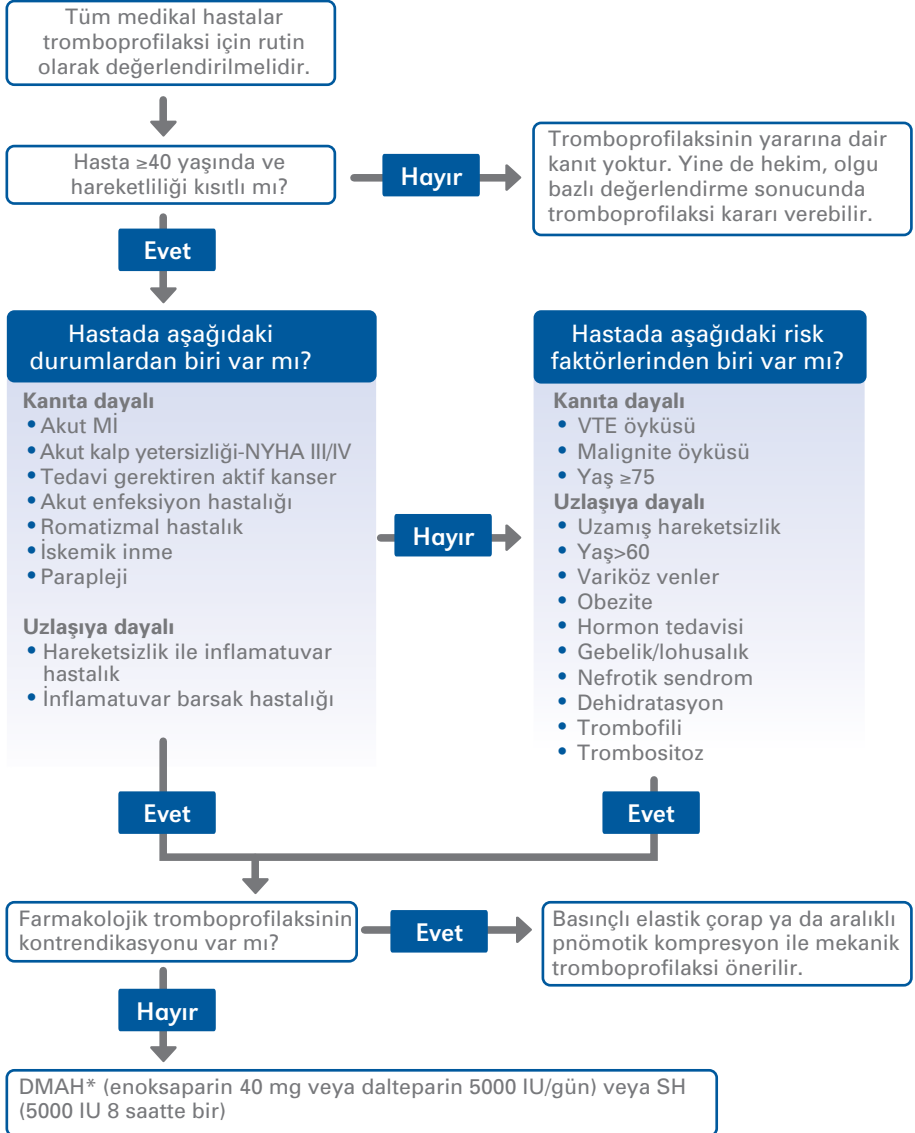 Tüm medikal hastalar
tromboprofilaksi için rutin
olarak değerlendirilmelidir.
Hasta ≥40 yaşında ve
hareketliliği kısıtlı mı?
Hayır
Tromboprofilaksinin yararına dair
kanıt yoktur. Yine de hekim, olgu
bazlı değerlendirme sonucunda
tromboprofilaksi kararı verebilir.
Evet
Hastada aşağıdaki
durumlardan biri var mı?
Kanıta dayalı
• Akut Mİ
• Akut kalp yetersizliği-NYHA III/IV
• Tedavi gerektiren aktif kanser
• Akut enfeksiyon hastalığı
• Romatizmal hastalık
• İskemik inme
• Parapleji
Uzlaşıya dayalı
• Hareketsizlik ile inflamatuvar
hastalık
• İnflamatuvar barsak hastalığı
Hayır
Hastada aşağıdaki risk
faktörlerinden biri var mı?
Kanıta dayalı
• VTE öyküsü
• Malignite öyküsü
• Yaş ≥75
Uzlaşıya dayalı
• Uzamış hareketsizlik
• Yaş>60
• Variköz venler
• Obezite
• Hormon tedavisi
• Gebelik/lohusalık
• Nefrotik sendrom
• Dehidratasyon
• Trombofili
• Trombositoz
Evet
Evet
Farmakolojik tromboprofilaksinin
kontrendikasyonu var mı?
Evet
Basınçlı elastik çorap ya da aralıklı
pnömotik kompresyon ile mekanik
tromboprofilaksi önerilir.
Hayır
DMAH* (enoksaparin 40 mg veya dalteparin 5000 IU/gün) veya SH
(5000 IU 8 saatte bir)